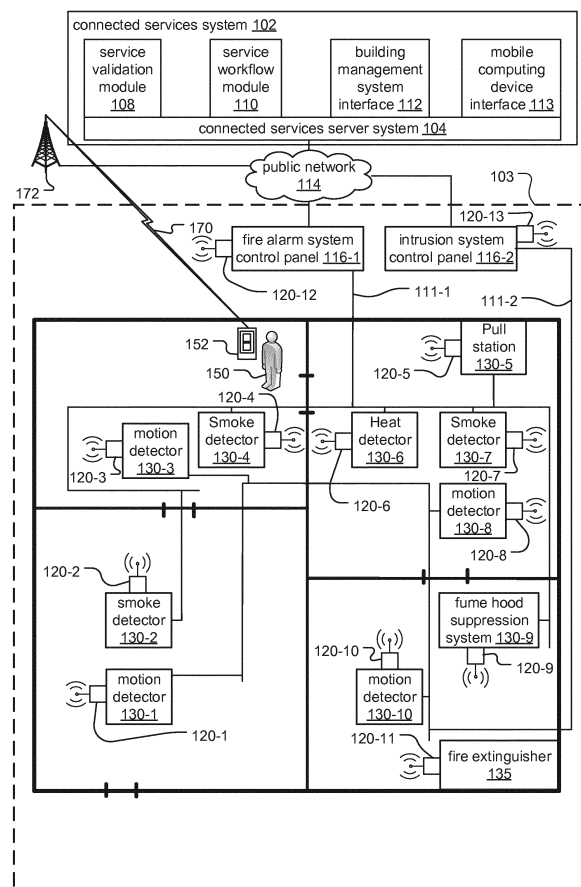 connected services system 102
service
validation
module
108
service
workflow
module
110
building
management
system
interface 112
mobile
computing
device
interface 113
connected services server system 104
public network
114
172
103
170
120-13
fire alarm system
control panel 116-1
intrusion system
control panel 116-2
120-12
111-1
111-2
152
150
Pull
station
130-5
120-5
120-4
motion
detector
130-3
Smoke
detector
130-4
Heat
detector
130-6
Smoke
detector
130-7
120-3
120-6
120-7
motion
detector
130-8
120-8
120-2
smoke
detector
130-2
fume hood
suppression
system 130-9
120-10
120-9
motion
detector
130-1
motion
detector
130-10
120-1
120-11
fire extinguisher
135